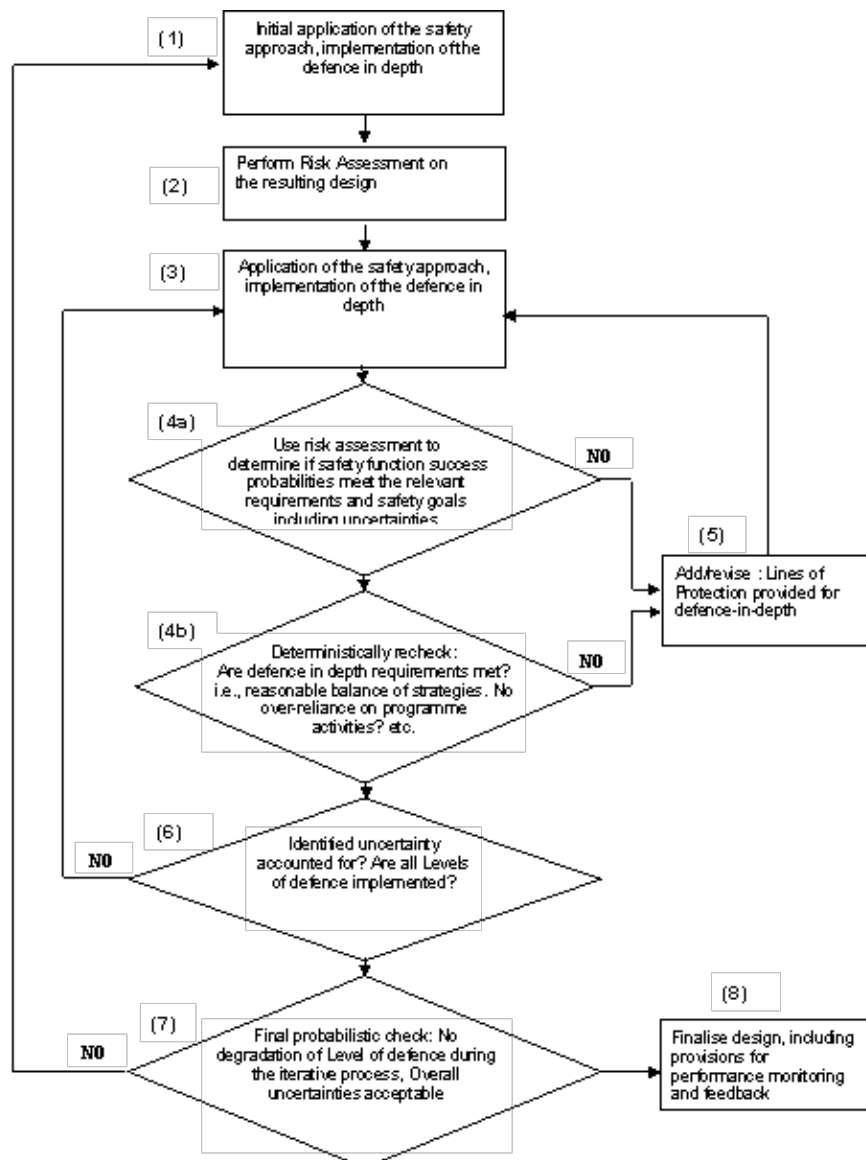 (1)
Initial application of the safety
approach, implementation of the
defence in depth
(2)
Perform Risk Assessment on
the resulting design
(3)
Application of the safety approach,
implementation of the defence in
depth
(4a)
Use risk assessment to
determine if safety function success
probabilities meet the relevant
requirements and safety goals
including uncertainties
NO
(5)
Add/revise : Lines of
Protection provided for
defence-in-depth
(4b)
Deterministically recheck:
Are defence in depth requirements met?
i.e., reasonable balance of strategies. No
over-reliance on programme
activities? etc.
NO
(6)
Identified uncertainty
accounted for? Are all Levels
of defence implemented?
NO
(7)
Final probabilistic check: No
degradation of Level of defence during
the iterative process, Overall
uncertainties acceptable
NO
(8)
Finalise design, including
provisions for
performance monitoring
and feedback